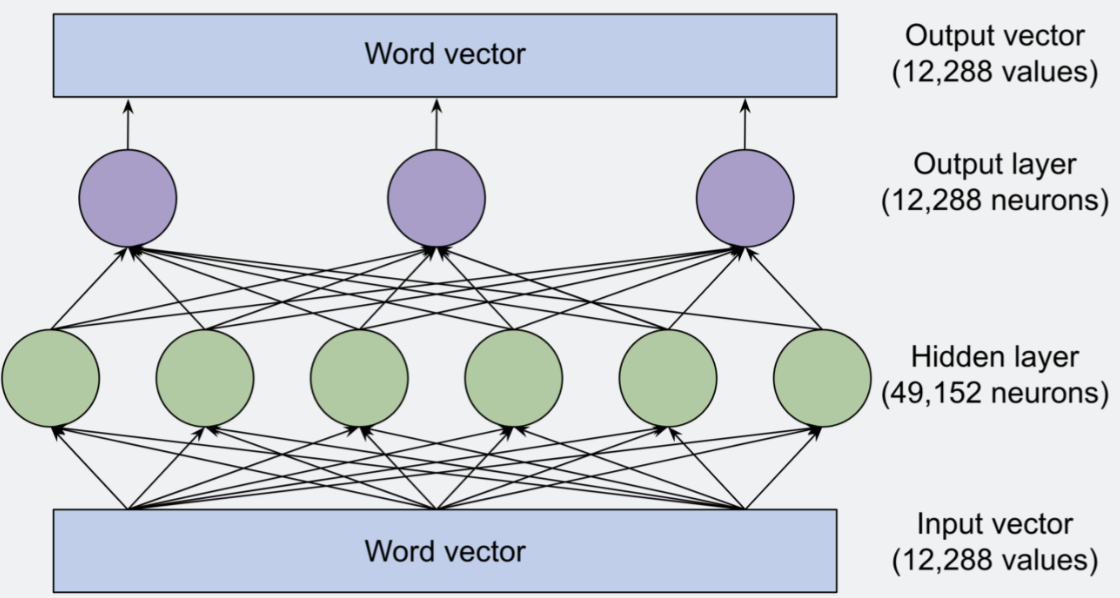 Word vector
Output vector
(12,288 values)
Output layer
(12,288 neurons)
Hidden layer
(49,152 neurons)
Word vector
Input vector
(12,288 values)